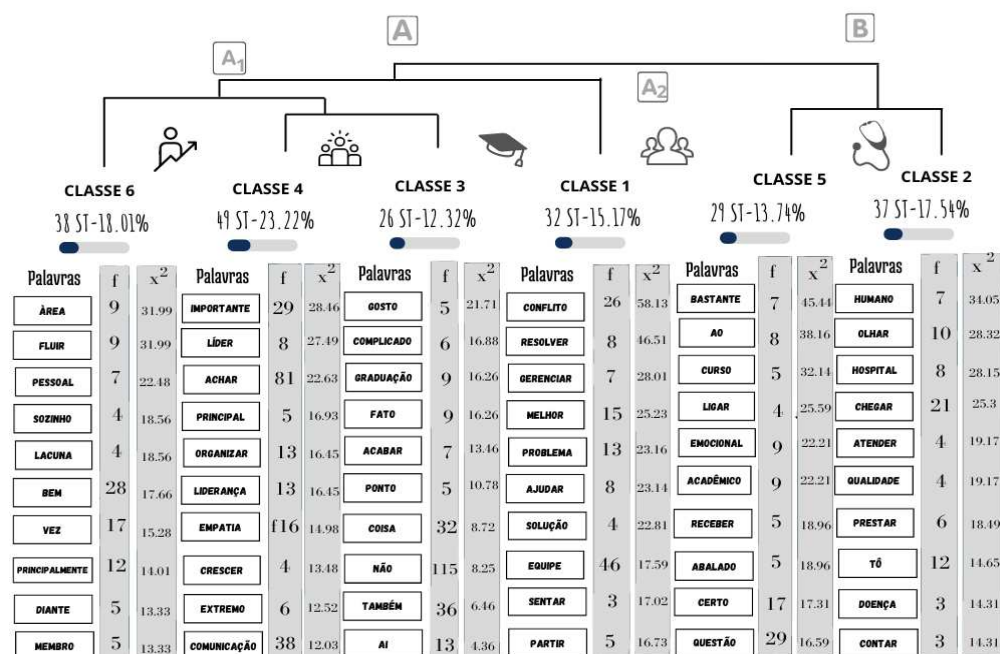 A
B
A1
A2
CLASSE 6
38 ST-18.01%
Palavras f x2
ÀREA 9 31.99
FLUIR 9 31.99
PESSOAL 7 22.48
SOZINHO 4 18.56
LACUNA 4 18.56
BEM 28 17.66
VEZ 17 15.28
PRINCIPALMENTE 12 14.01
DIANTE 5 13.33
MEMBRO 5 13.33
CLASSE 4
49 ST-23.22%
Palavras f x2
IMPORTANTE 29 28.46
LÍDER 8 27.49
ACHAR 81 22.63
PRINCIPAL 5 16.93
ORGANIZAR 13 16.45
LIDERANÇA 13 16.45
EMPATIA f16 14.98
CRESCER 4 13.48
EXTREMO 6 12.52
COMUNICAÇÃO 38 12.03
CLASSE 3
26 ST-12.32%
Palavras f x2
GOSTO 5 21.71
COMPLICADO 6 16.88
GRADUAÇÃO 9 16.26
FATO 9 16.26
ACABAR 7 13.46
PONTO 5 10.78
COISA 32 8.72
NÃO 115 8.25
TAMBÉM 36 6.46
AI 13 4.36
CLASSE 1
32 ST-15.17%
Palavras f x2
CONFLITO 26 58.13
RESOLVER 8 46.51
GERENCIAR 7 28.01
MELHOR 15 25.23
PROBLEMA 13 23.16
AJUDAR 8 23.14
SOLUÇÃO 4 22.81
EQUIPE 46 17.59
SENTAR 3 17.02
PARTIR 5 16.73
CLASSE 5
29 ST-13.74%
Palavras f x2
BASTANTE 7 45.44
AO 8 38.16
CURSO 5 32.14
LIGAR 4 25.59
EMOCIONAL 9 22.21
ACADÊMICO 9 22.21
RECEBER 5 18.96
ABALADO 5 18.96
CERTO 17 17.31
QUESTÃO 29 16.59
CLASSE 2
37 ST-17.54%
Palavras f x2
HUMANO 7 34.05
OLHAR 10 28.32
HOSPITAL 8 28.15
CHEGAR 21 25.3
ATENDER 4 19.17
QUALIDADE 4 19.17
PRESTAR 6 18.49
TÔ 12 14.65
DOENÇA 3 14.31
CONTAR 3 14.31